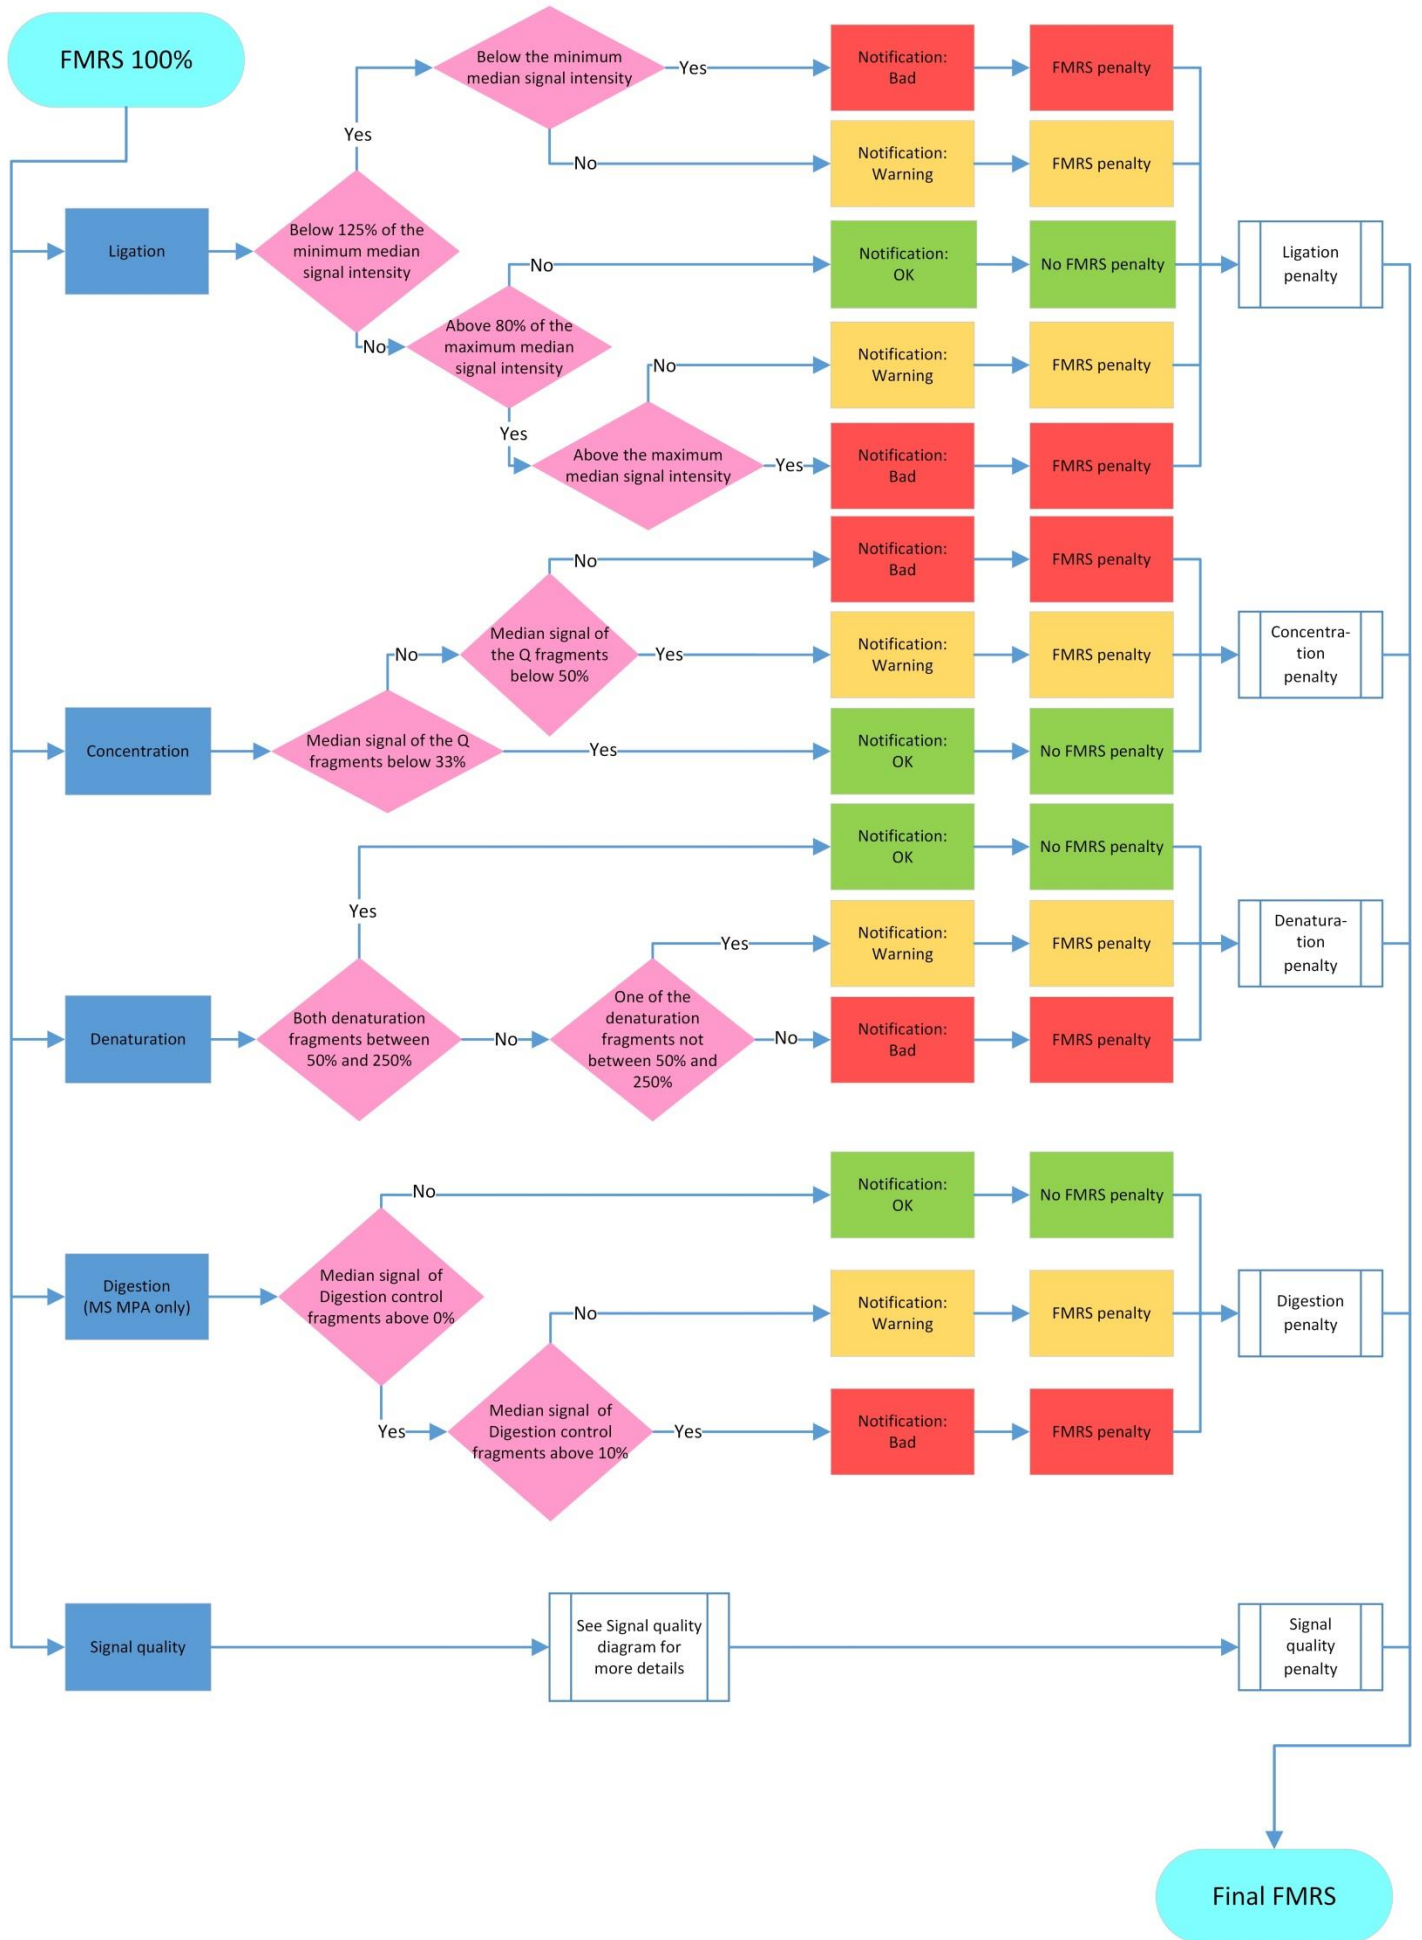 FMRS 100%
Below the minimum
median signal intensity
Yes
Notification:
Bad
FMRS penalty
Yes
No
Notification:
Warning
FMRS penalty
Ligation
Below 125% of the
minimum median
signal intensity
No
Notification:
OK
No FMRS penalty
Ligation
penalty
No
Above 80% of the
maximum median
signal intensity
No
Notification:
Warning
FMRS penalty
Yes
Above the maximum
median signal intensity
Yes
Notification:
Bad
FMRS penalty
No
Notification:
Bad
FMRS penalty
No
Median signal of
the Q fragments
below 50%
Yes
Notification:
Warning
FMRS penalty
Concentra-
tion
penalty
Concentration
Median signal of the Q
fragments below 33%
Yes
Notification:
OK
No FMRS penalty
Notification:
OK
No FMRS penalty
Yes
Yes
Notification:
Warning
FMRS penalty
Denatura-
tion
penalty
Denaturation
Both denaturation
fragments between
50% and 250%
No
One of the
denaturation
fragments not
between 50% and
250%
No
Notification:
Bad
FMRS penalty
No
Notification:
OK
No FMRS penalty
Digestion
(MS MPA only)
Median signal of
Digestion control
fragments above 0%
No
Notification:
Warning
FMRS penalty
Digestion
penalty
Yes
Median signal of
Digestion control
fragments above 10%
Yes
Notification:
Bad
FMRS penalty
Signal quality
See Signal quality
diagram for
more details
Signal
quality
penalty
Final FMRS